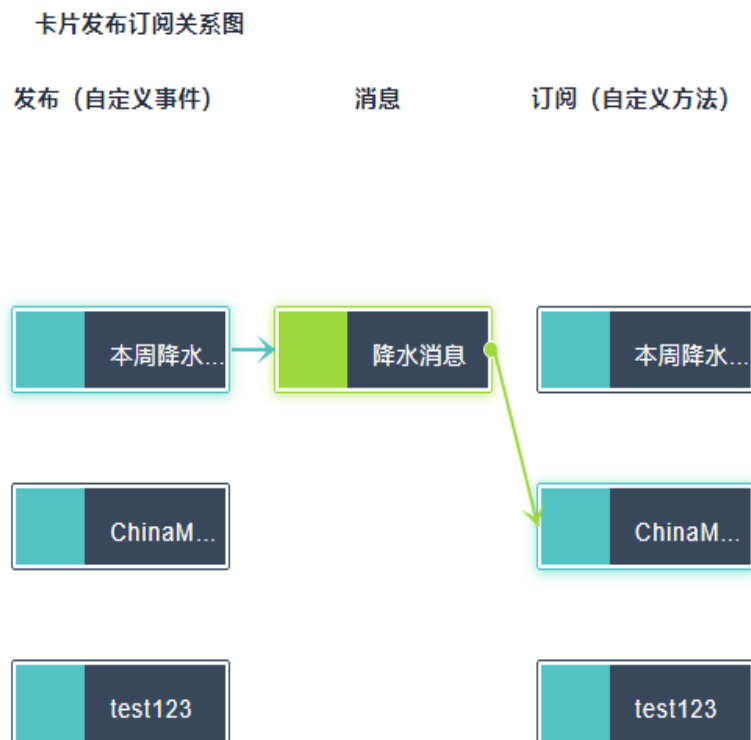 卡片发布订阅关系图
发布（自定义事件） 消息 订阅（自定义方法）
本周降水... 降水消息 本周降水...
ChinaM... ChinaM...
test123 test123